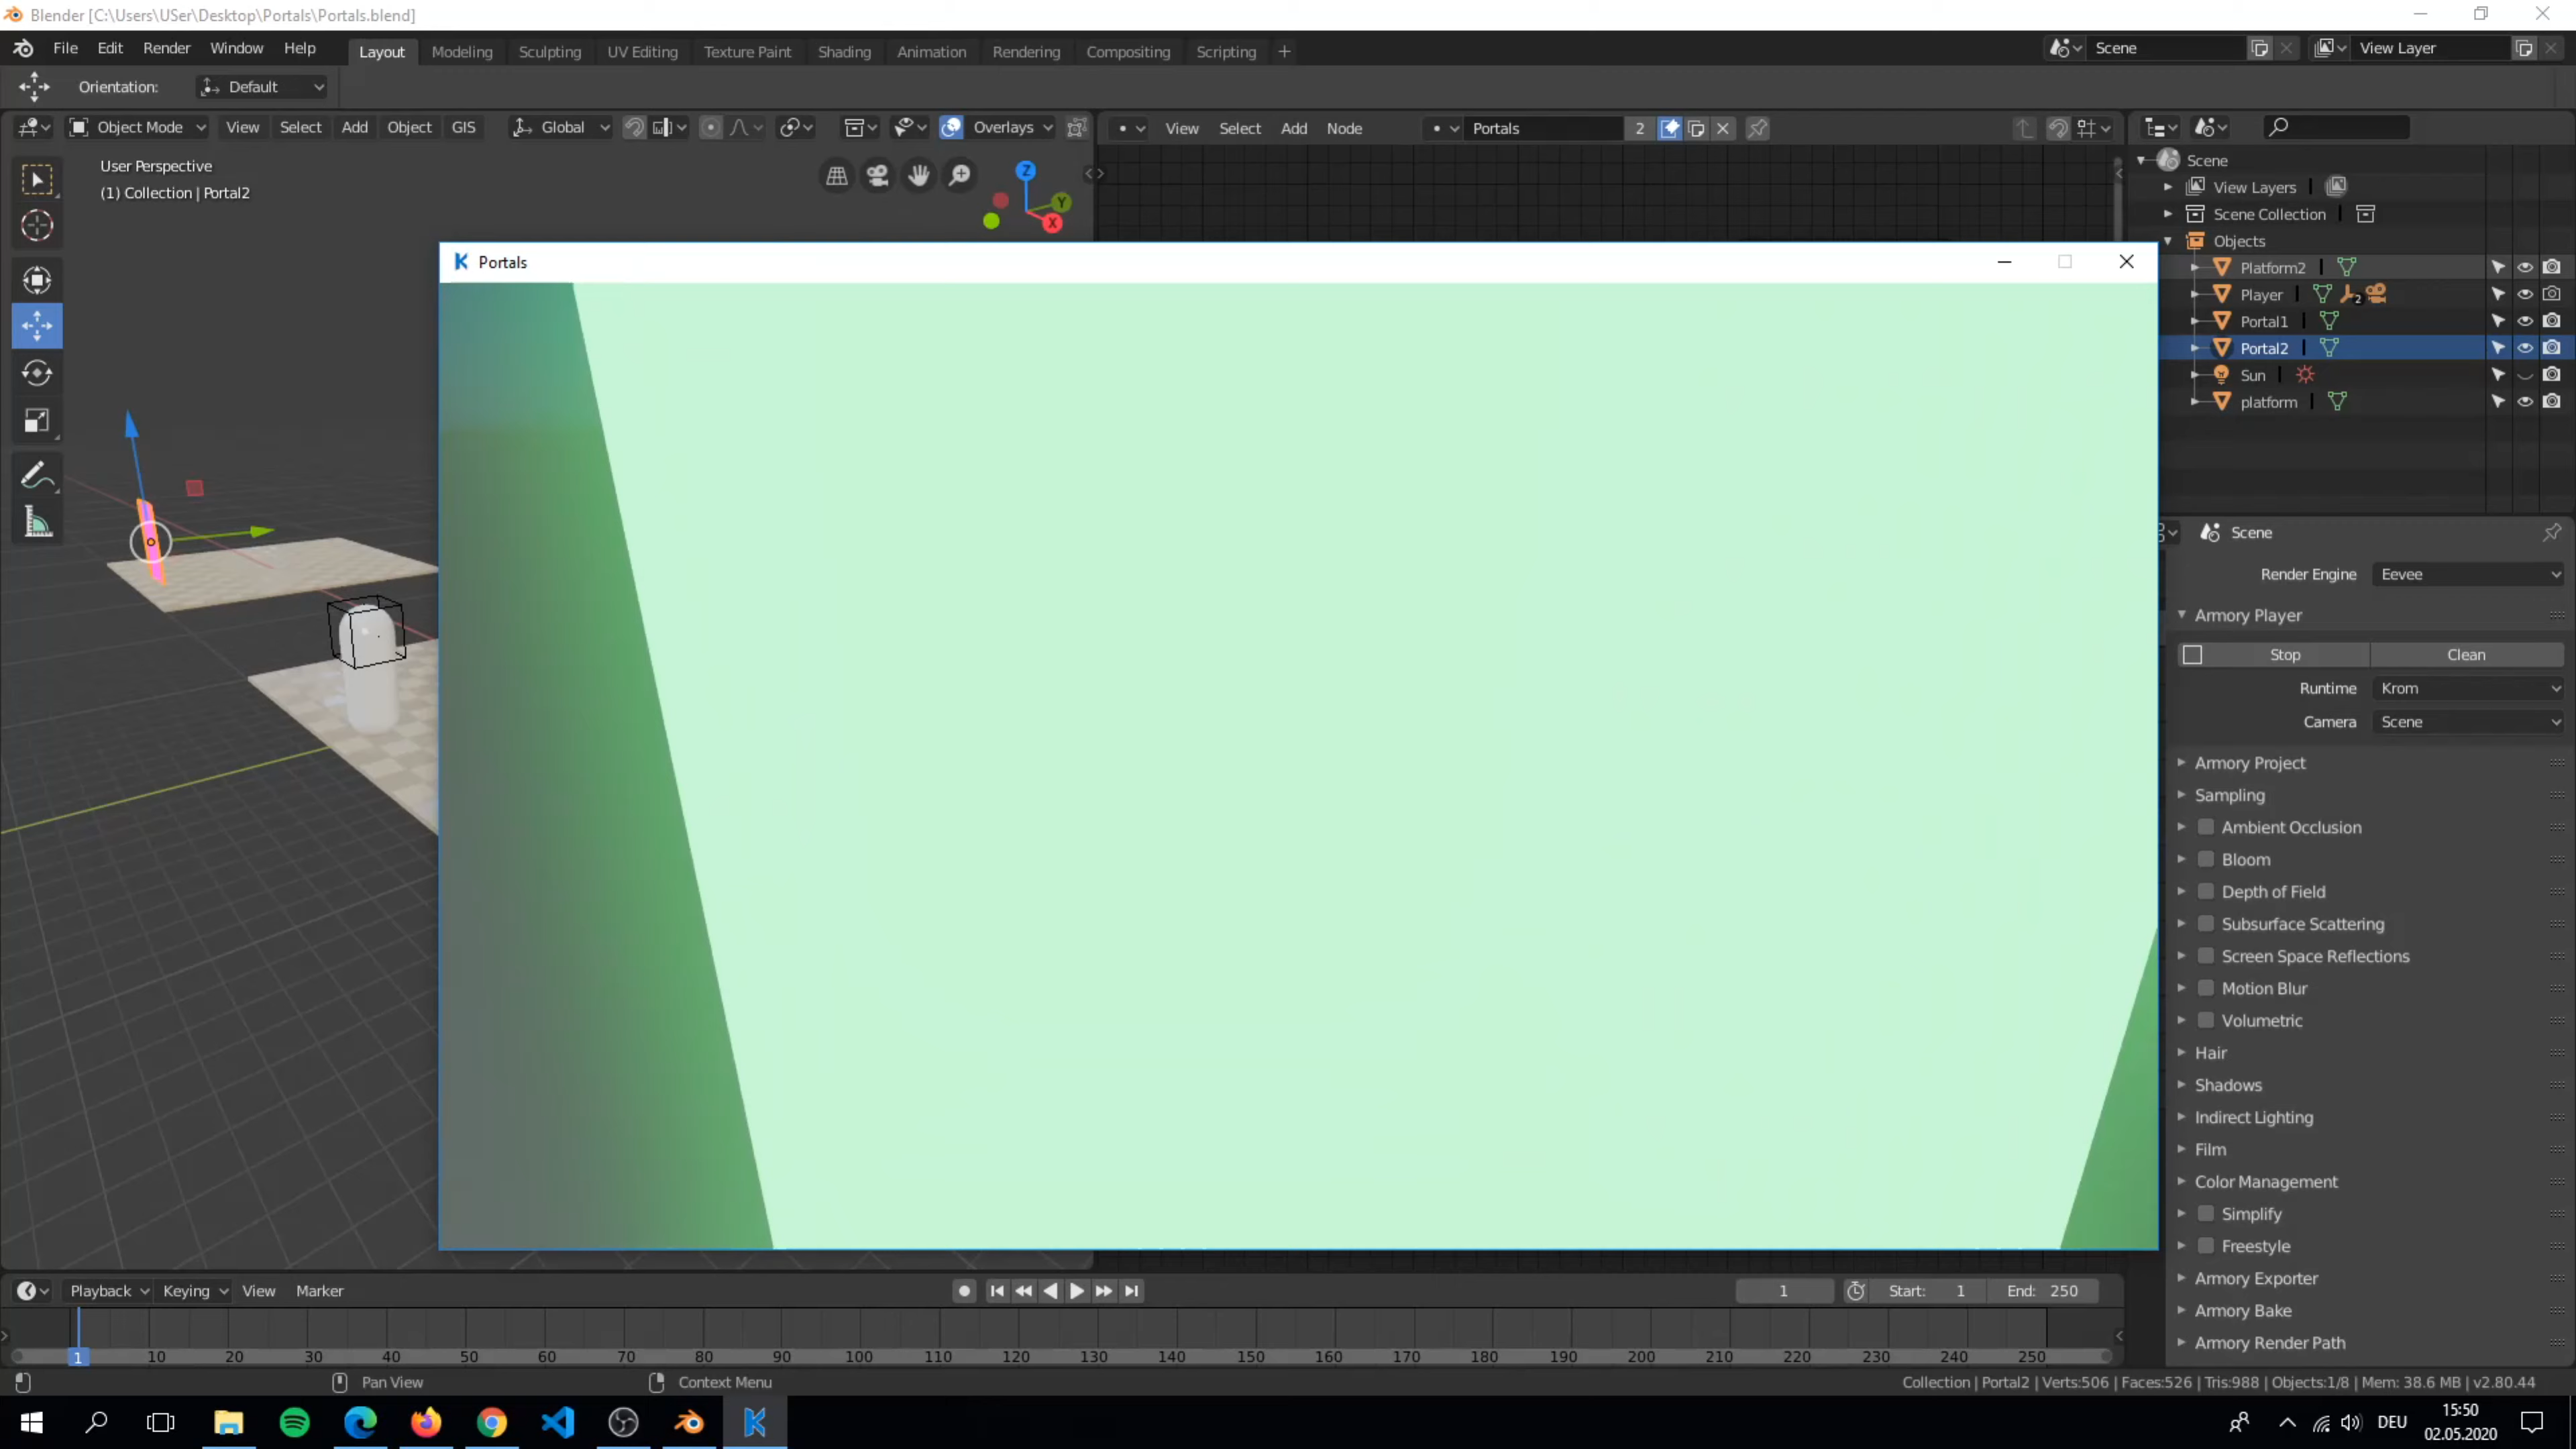 Blender [C:\Users\USer\Desktop\Portals\Portals.blend]
File Edit Render Window Help Layout Modeling Sculpting UV Editing Texture Paint Shading Animation Rendering Compositing Scripting + Scene View Layer
Orientation: Default
Object Mode View Select Add Object GIS Global Overlays View Select Add Node Portals 2
User Perspective
(1) Collection | Portal2
Z
Y
X
Scene
View Layers
Scene Collection
Objects
Platform2
Player 2
Portal1
Portal2
Sun
platform
Portals
Scene
Render Engine Eevee
Armory Player
Stop Clean
Runtime Krom
Camera Scene
Armory Project
Sampling
Ambient Occlusion
Bloom
Depth of Field
Subsurface Scattering
Screen Space Reflections
Motion Blur
Volumetric
Hair
Shadows
Indirect Lighting
Film
Color Management
Simplify
Freestyle
Armory Exporter
Armory Bake
Armory Render Path
Playback Keying View Marker 1 Start: 1 End: 250
1 10 20 30 40 50 60 70 80 90 100 110 120 130 140 150 160 170 180 190 200 210 220 230 240 250
Pan View Context Menu Collection | Portal2 | Verts:506 | Faces:526 | Tris:988 | Objects:1/8 | Mem: 38.6 MB | v2.80.44
DEU 15:50
02.05.2020